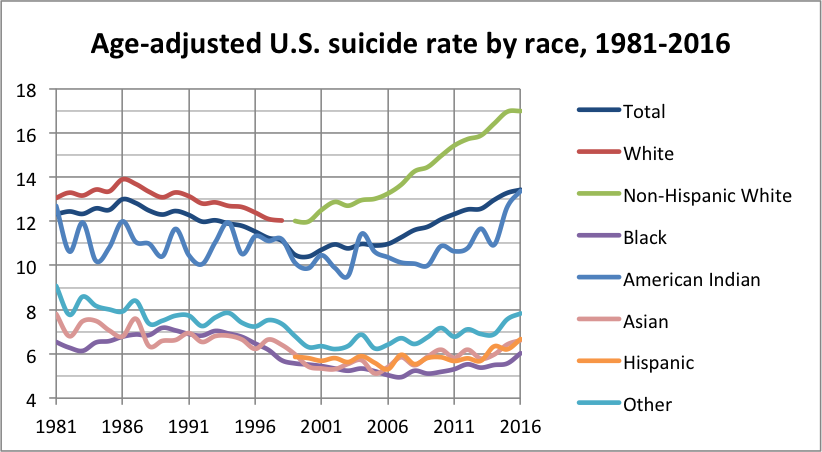 Age-adjusted U.S. suicide rate by race, 1981-2016
18
16
14
12
10
8
6
4
1981 1986 1991 1996 2001 2006 2011 2016
Total
White
Non-Hispanic White
Black
American Indian
Asian
Hispanic
Other